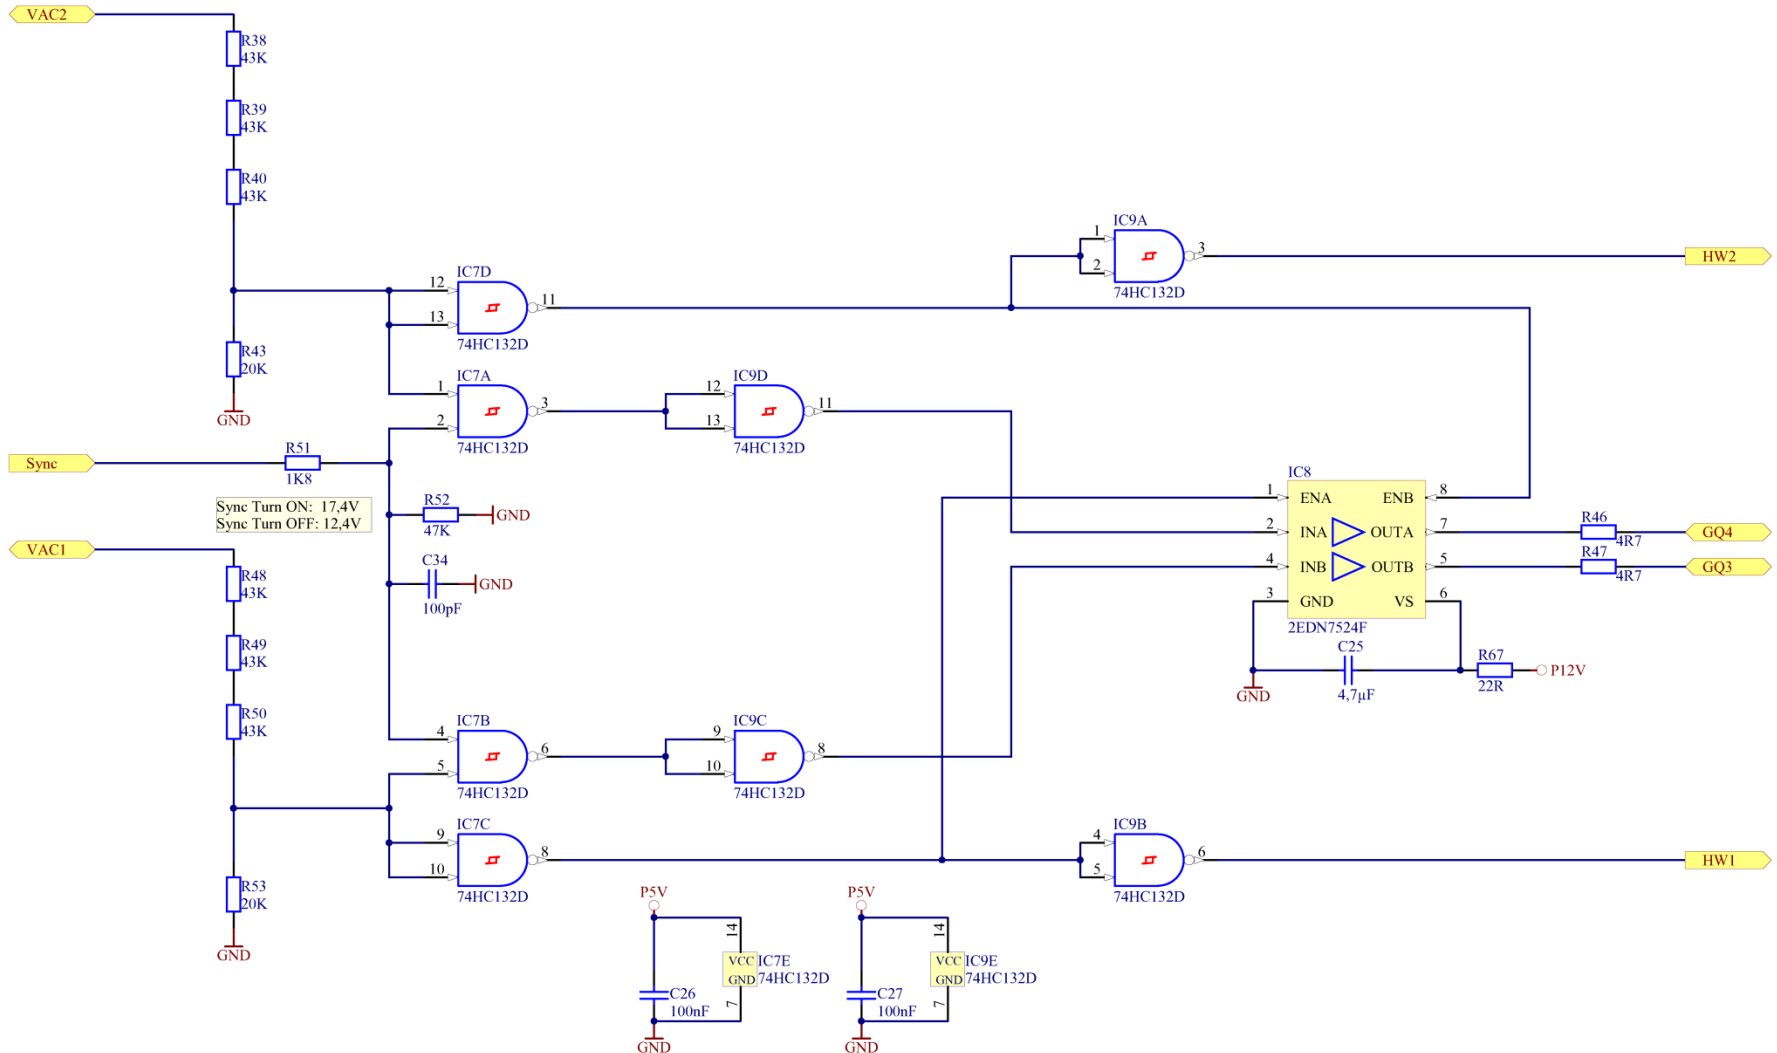 VAC2
R38
43K
R39
43K
R40
43K
R43
20K
GND
Sync
R51
1K8
Sync Turn ON: 17,4V
Sync Turn OFF: 12,4V
R52
47K
GND
C34
100pF
GND
VAC1
R48
43K
R49
43K
R50
43K
R53
20K
GND
IC7D
12
13
11
74HC132D
IC7A
1
2
3
74HC132D
IC9D
12
13
11
74HC132D
IC7B
4
5
6
74HC132D
IC9C
9
10
8
74HC132D
IC7C
9
10
8
74HC132D
IC9A
1
2
3
74HC132D
HW2
IC8
1 ENA ENB 8
2 INA OUTA 7
4 INB OUTB 5
3 GND VS 6
2EDN7524F
R46
4R7
GQ4
R47
4R7
GQ3
C25
4,7µF
GND
R67
22R
P12V
IC9B
4
5
6
74HC132D
HW1
P5V
14
VCC
GND
7
IC7E
74HC132D
C26
100nF
GND
P5V
14
VCC
GND
7
IC9E
74HC132D
C27
100nF
GND